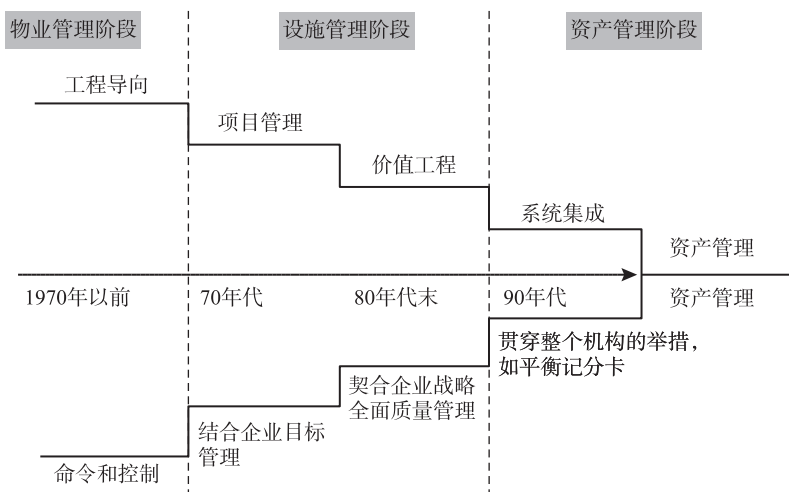 物业管理阶段
设施管理阶段
资产管理阶段
工程导向
项目管理
价值工程
系统集成
资产管理
1970年以前
70年代
80年代末
90年代
资产管理
贯穿整个机构的举措，
如平衡记分卡
契合企业战略
全面质量管理
结合企业目标
管理
命令和控制